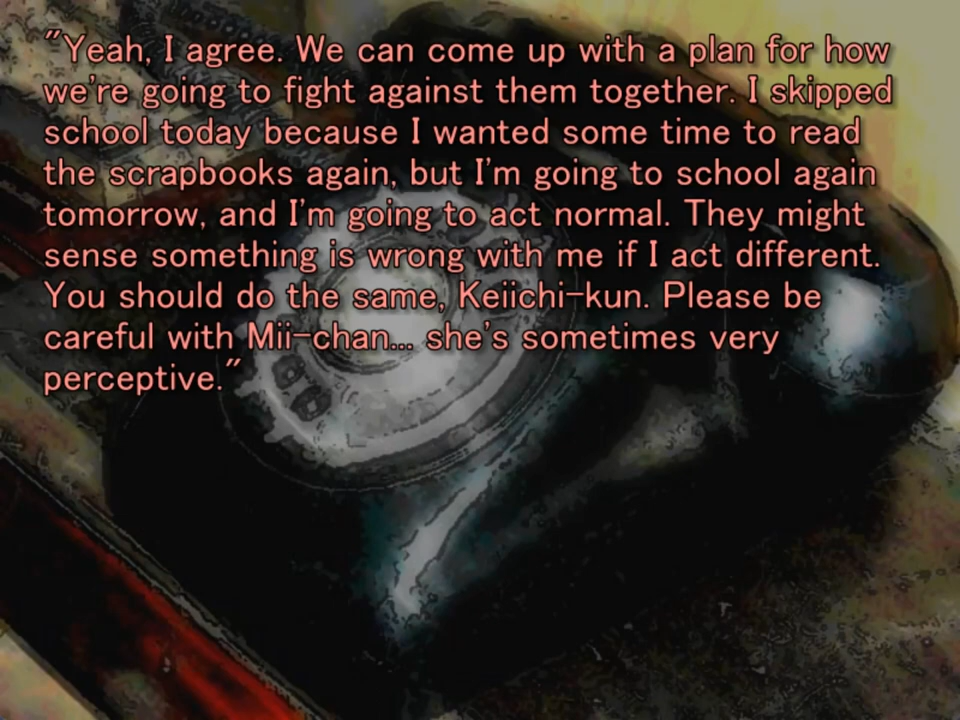 "Yeah, I agree. We can come up with a plan for how
we're going to fight against them together. I skipped
school today because I wanted some time to read
the scrapbooks again, but I'm going to school again
tomorrow, and I'm going to act normal. They might
sense something is wrong with me if I act different.
You should do the same, Keiichi-kun. Please be
careful with Mii-chan... she's sometimes very
perceptive."